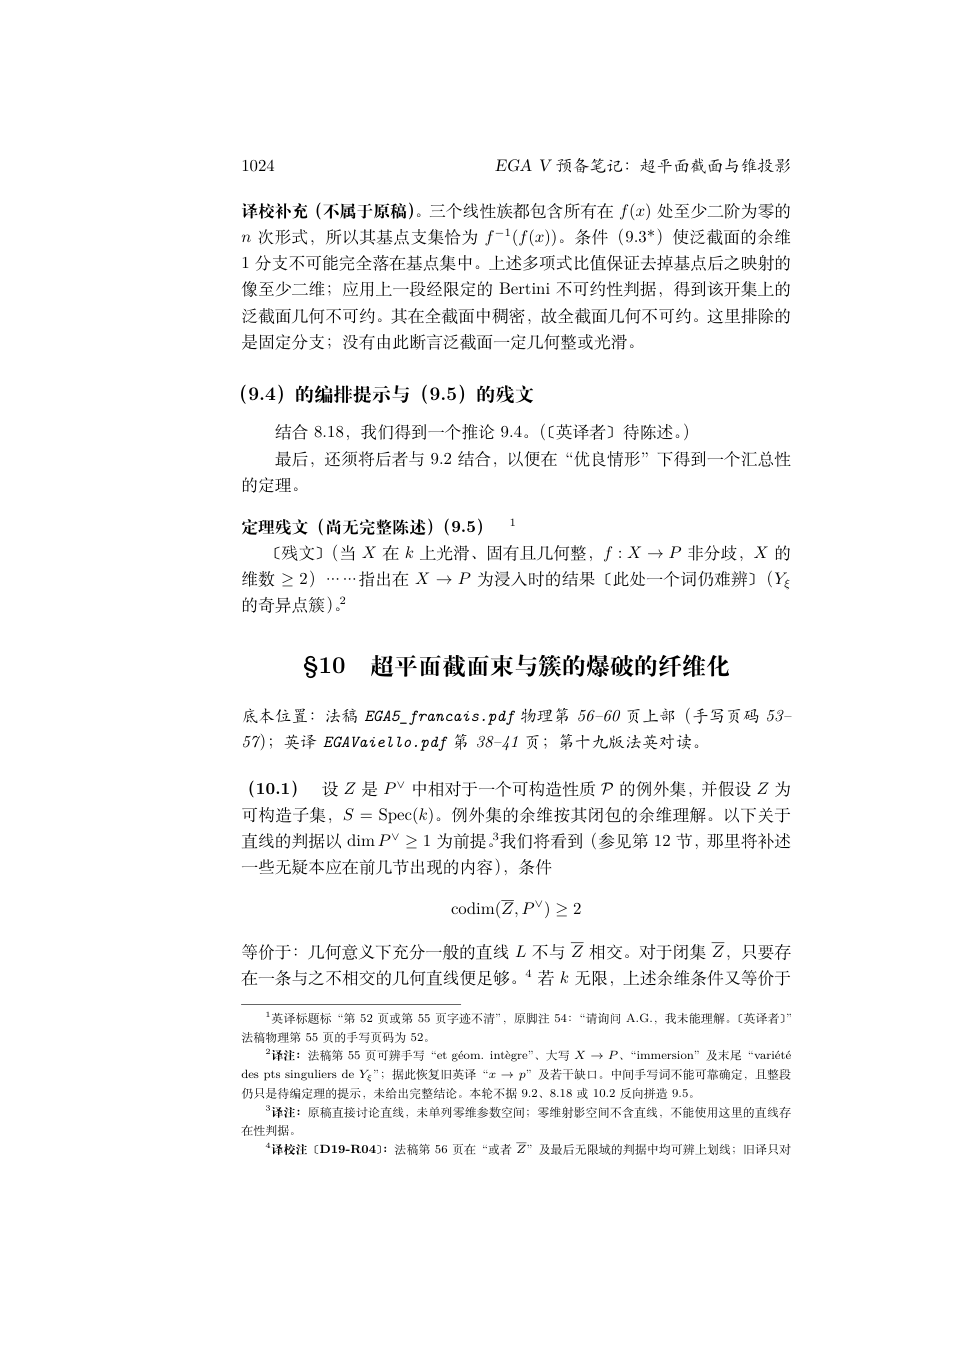 1024 EGA V 预备笔记：超平面截面与锥投影
译校补充（不属于原稿）。三个线性族都包含所有在 f(x) 处至少二阶为零的
n 次形式，所以其基点支集恰为 f⁻¹(f(x))。条件（9.3*）使泛截面的余维
1 分支不可能完全落在基点集中。上述多项式比值保证去掉基点后之映射的
像至少二维；应用上一段经限定的 Bertini 不可约性判据，得到该开集上的
泛截面几何不可约。其在全截面中稠密，故全截面几何不可约。这里排除的
是固定分支；没有由此断言泛截面一定几何整或光滑。
（9.4）的编排提示与（9.5）的残文
结合 8.18，我们得到一个推论 9.4。（〔英译者〕待陈述。）
最后，还须将后者与 9.2 结合，以便在“优良情形”下得到一个汇总性
的定理。
定理残文（尚无完整陈述）（9.5） ¹
〔残文〕（当 X 在 k 上光滑、固有且几何整，f : X → P 非分歧，X 的
维数 ≥ 2）……指出在 X → P 为浸入时的结果〔此处一个词仍难辨〕（Y_ξ
的奇异点簇）。²
§10 超平面截面束与簇的爆破的纤维化
底本位置：法稿 EGA5_francais.pdf 物理第 56–60 页上部（手写页码 53–
57）；英译 EGAVaiello.pdf 第 38–41 页；第十九版法英对读。
（10.1） 设 Z 是 P^∨ 中相对于一个可构造性质 𝒫 的例外集，并假设 Z 为
可构造子集，S = Spec(k)。例外集的余维按其闭包的余维理解。以下关于
直线的判据以 dim P^∨ ≥ 1 为前提。³我们将看到（参见第 12 节，那里将补述
一些无疑本应在前几节出现的内容），条件
codim(Z̅, P^∨) ≥ 2
等价于：几何意义下充分一般的直线 L 不与 Z̅ 相交。对于闭集 Z̅，只要存
在一条与之不相交的几何直线便足够。⁴ 若 k 无限，上述余维条件又等价于
¹英译标题标“第 52 页或第 55 页字迹不清”，原脚注 54：“请询问 A.G.，我未能理解。〔英译者〕”
法稿物理第 55 页的手写页码为 52。
²译注：法稿第 55 页可辨手写 “et géom. intègre”、大写 X → P、“immersion” 及末尾 “variété
des pts singuliers de Y_ξ”；据此恢复旧英译 “x → p” 及若干缺口。中间手写词不能可靠确定，且整段
仍只是待编定理的提示，未给出完整结论。本轮不据 9.2、8.18 或 10.2 反向拼造 9.5。
³译注：原稿直接讨论直线，未单列零维参数空间；零维射影空间不含直线，不能使用这里的直线存
在性判据。
⁴译校注〔D19-R04〕：法稿第 56 页在“或者 Z̅” 及最后无限域的判据中均可辨上划线；旧译只对